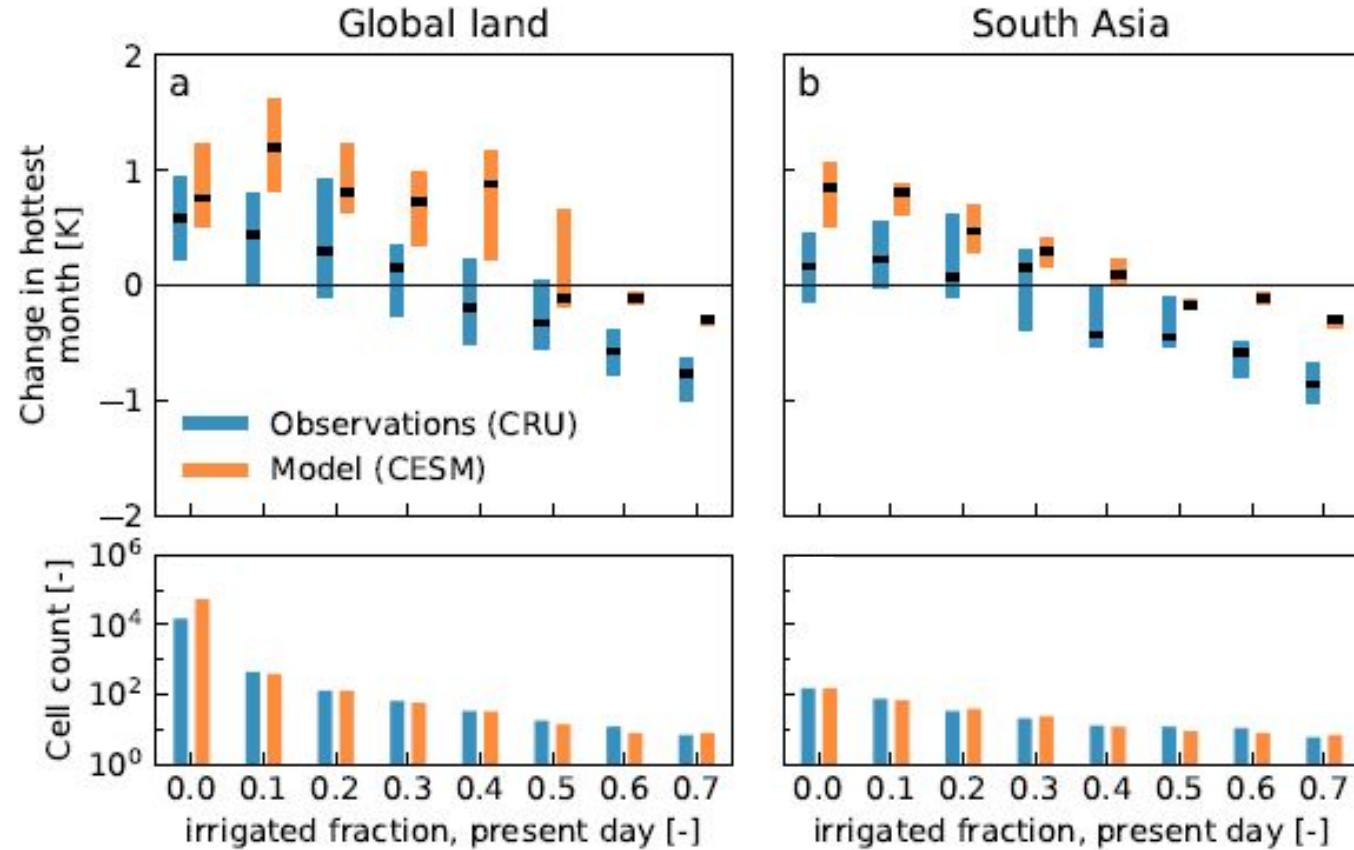 Global land
South Asia
a
b
Change in hottest
month [K]
2
1
0
−1
−2
Observations (CRU)
Model (CESM)
Cell count [-]
10⁶
10⁴
10²
10⁰
0.0 0.1 0.2 0.3 0.4 0.5 0.6 0.7
0.0 0.1 0.2 0.3 0.4 0.5 0.6 0.7
irrigated fraction, present day [-]
irrigated fraction, present day [-]